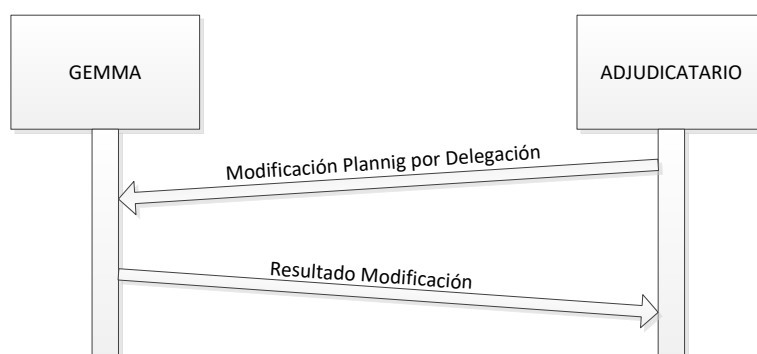 GEMMA
ADJUDICATARIO
Modificación Plannig por Delegación
Resultado Modificación